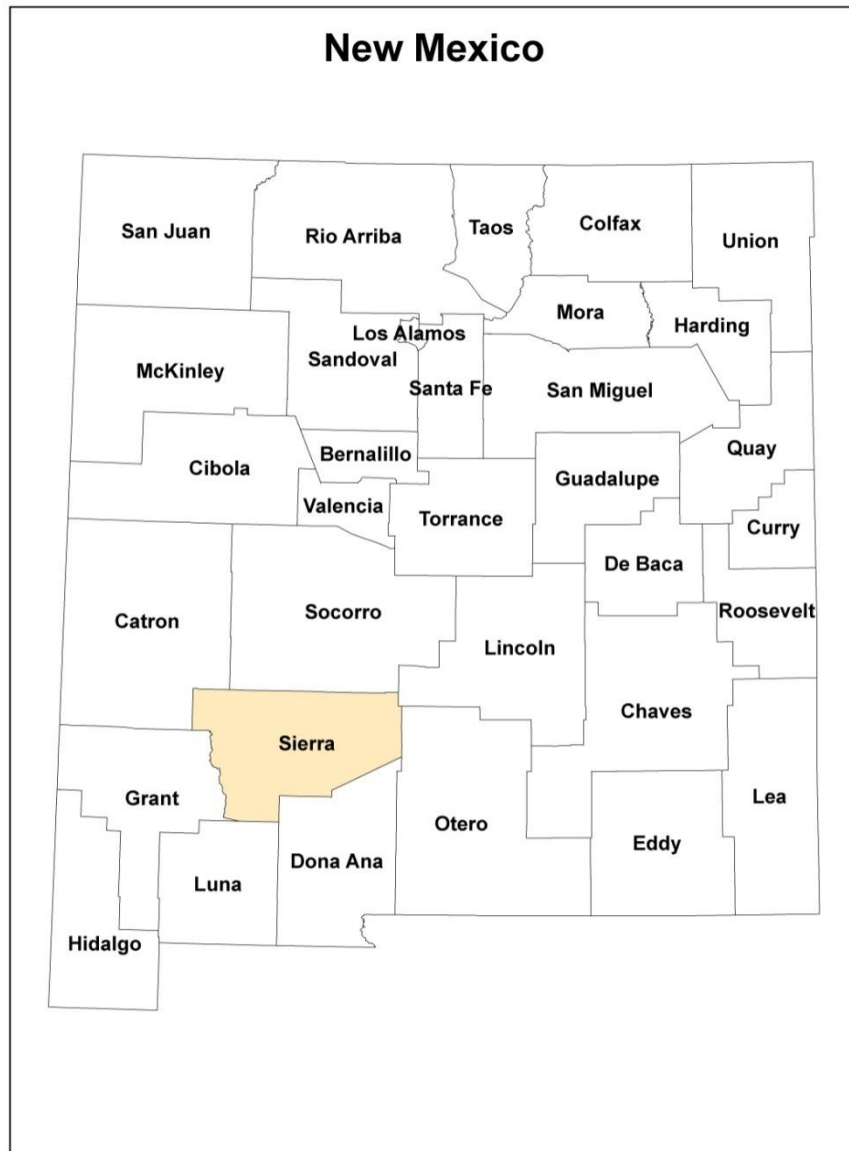 New Mexico
San Juan
Rio Arriba
Taos
Colfax
Union
Mora
Harding
Los Alamos
Sandoval
McKinley
Santa Fe
San Miguel
Quay
Bernalillo
Cibola
Guadalupe
Valencia
Torrance
Curry
De Baca
Socorro
Roosevelt
Catron
Lincoln
Chaves
Sierra
Grant
Lea
Otero
Eddy
Dona Ana
Luna
Hidalgo